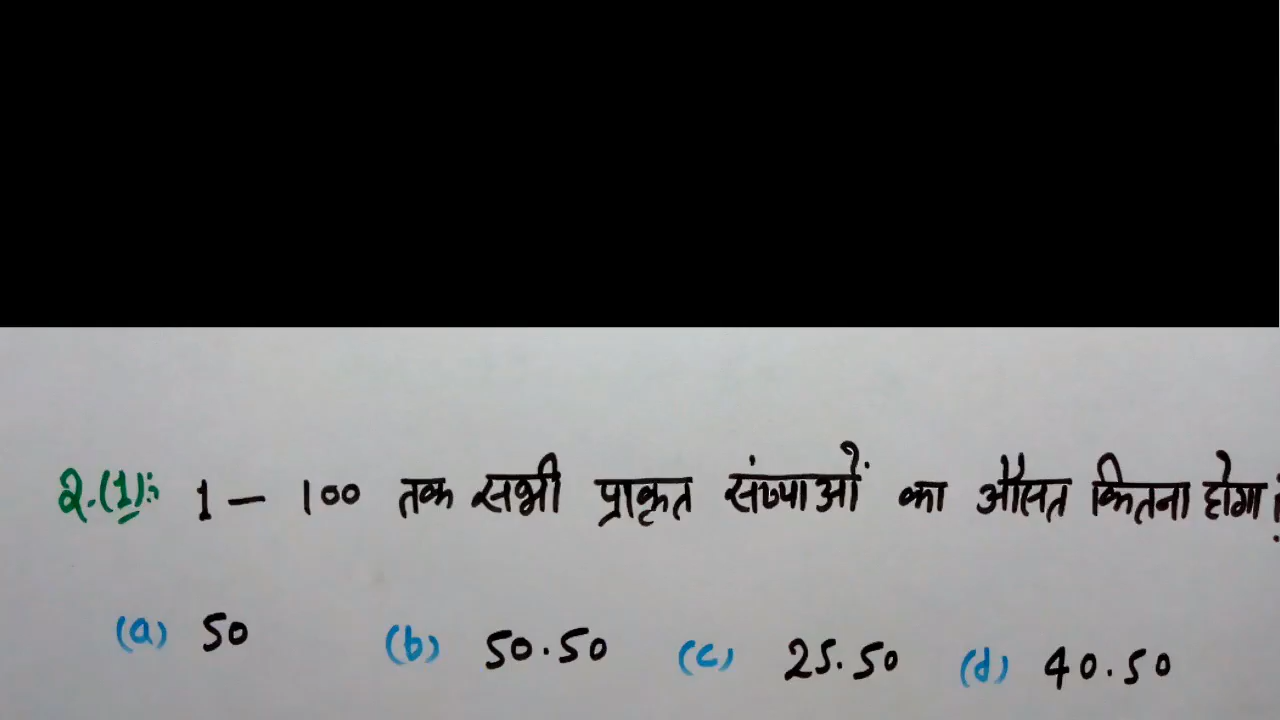 Q.(1):- 1 - 100 तक सभी प्राकृत संख्याओं का औसत कितना होगा?
(a) 50 (b) 50.50 (c) 25.50 (d) 40.50